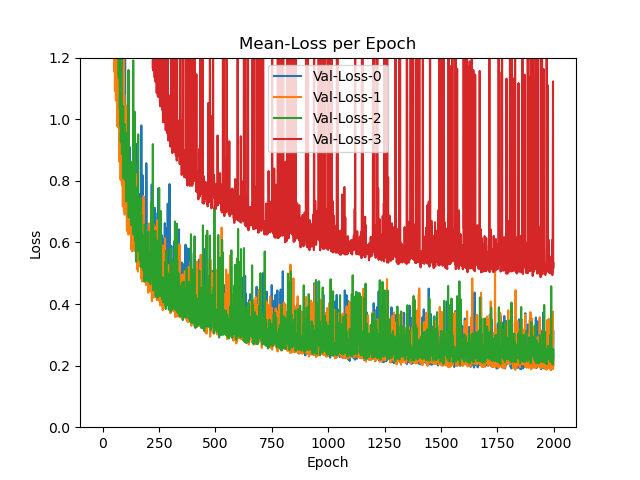 Mean-Loss per Epoch
1.2
1.0
0.8
0.6
0.4
0.2
0.0
Loss
Val-Loss-0
Val-Loss-1
Val-Loss-2
Val-Loss-3
0 250 500 750 1000 1250 1500 1750 2000
Epoch